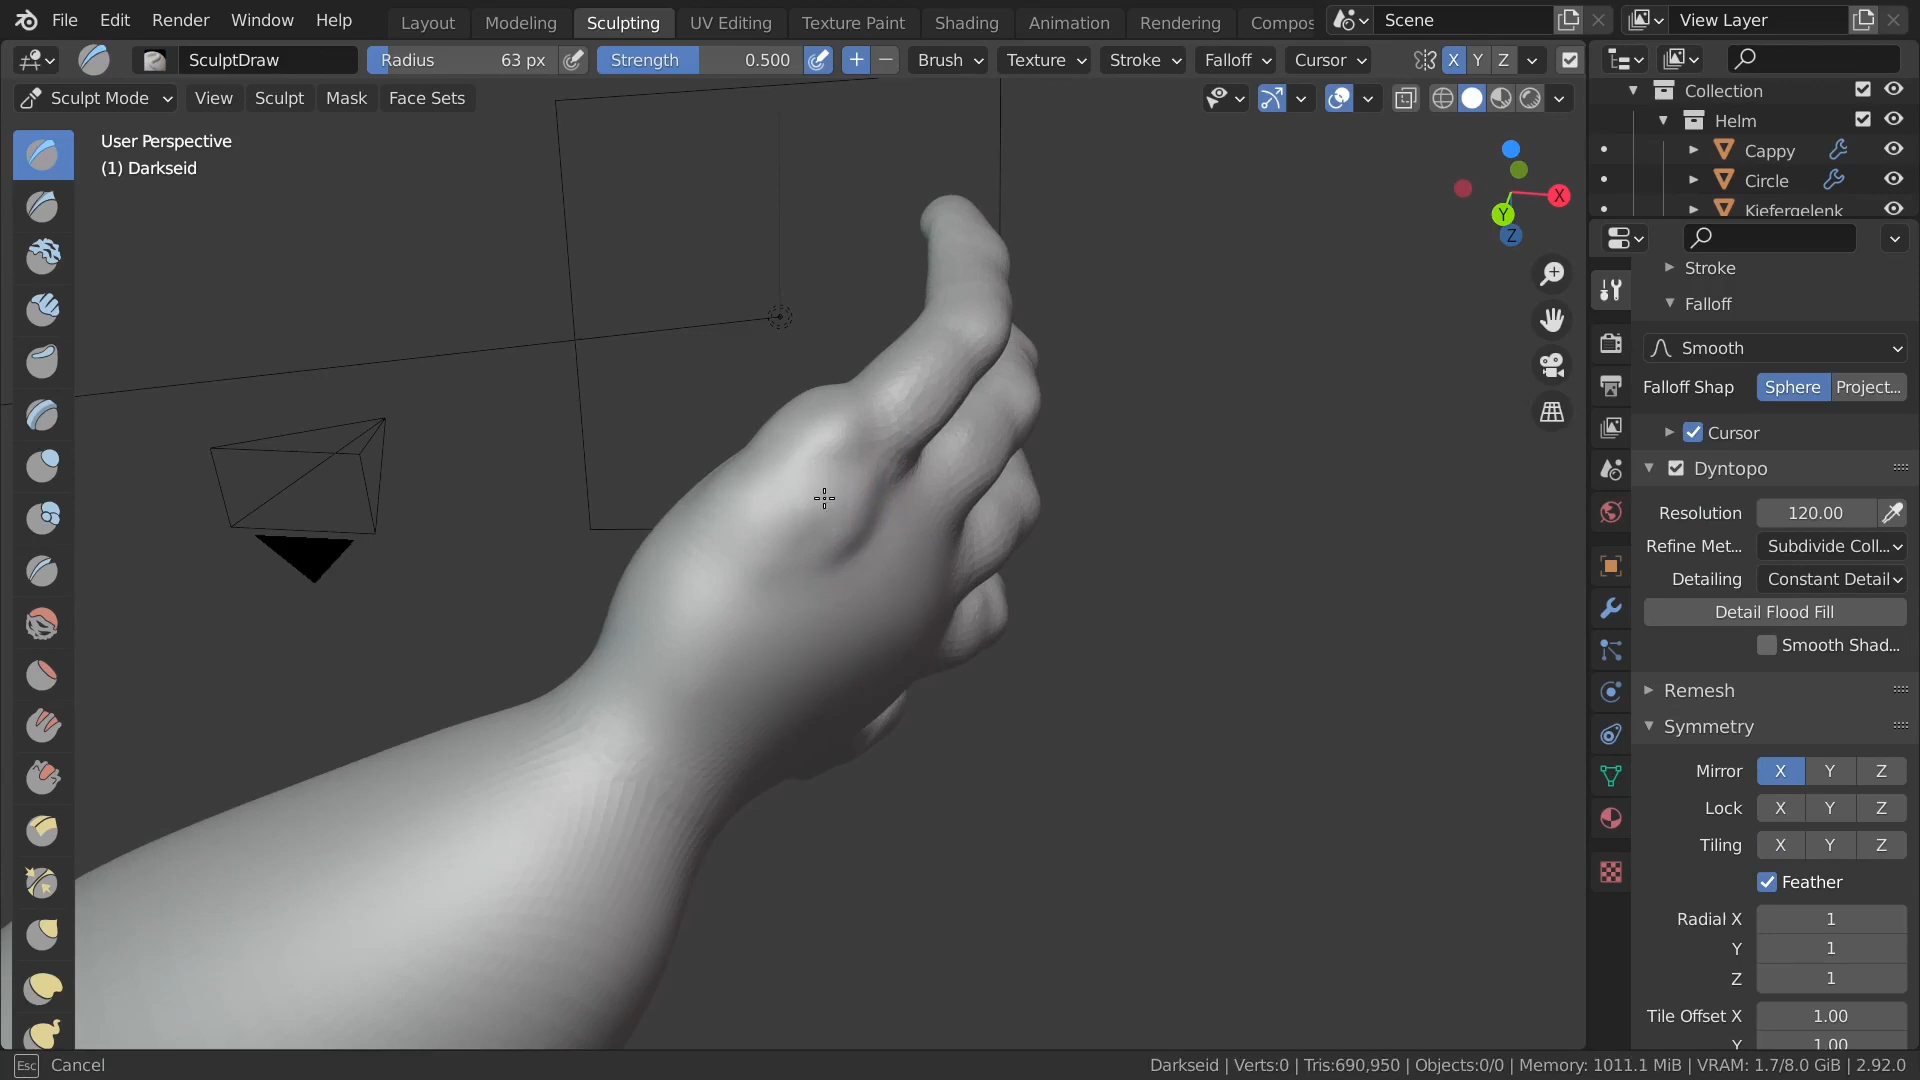 File Edit Render Window Help Layout Modeling Sculpting UV Editing Texture Paint Shading Animation Rendering Compos Scene View Layer
SculptDraw Radius 63 px Strength 0.500 Brush Texture Stroke Falloff Cursor X Y Z
Sculpt Mode View Sculpt Mask Face Sets
User Perspective
(1) Darkseid
X
Y
Z
Collection
Helm
Cappy
Circle
Kiefergelenk
Stroke
Falloff
Smooth
Falloff Shap Sphere Project...
Cursor
Dyntopo
Resolution 120.00
Refine Met... Subdivide Coll...
Detailing Constant Detail
Detail Flood Fill
Smooth Shad...
Remesh
Symmetry
Mirror X Y Z
Lock X Y Z
Tiling X Y Z
Feather
Radial X 1
Y 1
Z 1
Tile Offset X 1.00
Y 1.00
Esc Cancel Darkseid | Verts:0 | Tris:690,950 | Objects:0/0 | Memory: 1011.1 MiB | VRAM: 1.7/8.0 GiB | 2.92.0